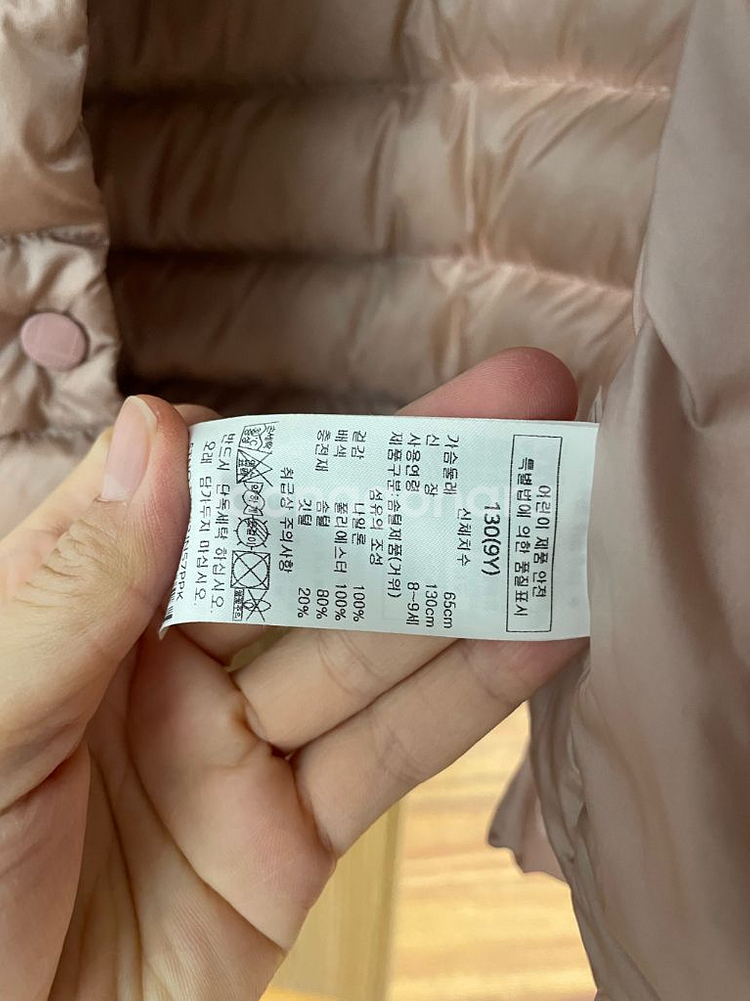 어린이 제품 안전
특별법에 의한 품질표시
130(9Y)
신체치수
가슴둘레 65cm
신 장 130cm
사용연령 8~9세
제품구분 솜털제품(거위)
섬유의 조성
겉감 나일론 100%
배색 폴리에스터 100%
충전재 솜털 80%
깃털 20%
취급상 주의사항
반드시 단독세탁 하십시오.
오래 담가두지 마십시오.